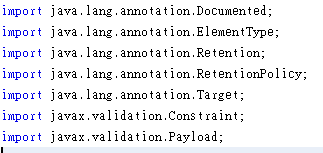 import java.lang.annotation.Documented;
import java.lang.annotation.ElementType;
import java.lang.annotation.Retention;
import java.lang.annotation.RetentionPolicy;
import java.lang.annotation.Target;
import javax.validation.Constraint;
import javax.validation.Payload;